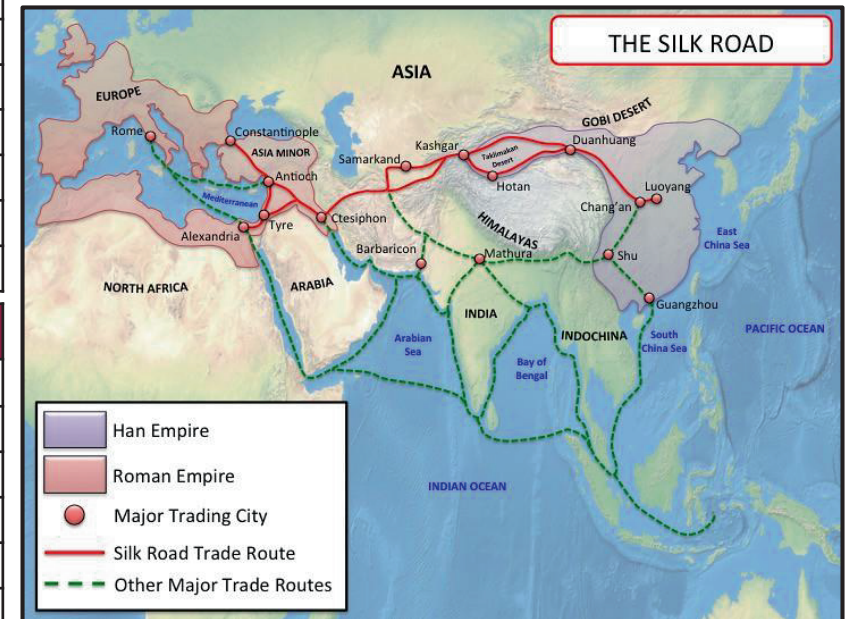 THE SILK ROAD
ASIA
EUROPE
GOBI DESERT
Rome
Constantinople
Duanhuang
Kashgar
ASIA MINOR
Samarkand
Taklimakan
Desert
Antioch
Hotan
Luoyang
Mediterranean
Chang'an
Tyre
Ctesiphon
HIMALAYAS
East
China Sea
Alexandria
Barbaricon
Mathura
Shu
NORTH AFRICA
ARABIA
Guangzhou
INDIA
PACIFIC OCEAN
Arabian
Sea
INDOCHINA
South
China Sea
Bay of
Bengal
INDIAN OCEAN
Han Empire
Roman Empire
Major Trading City
Silk Road Trade Route
Other Major Trade Routes